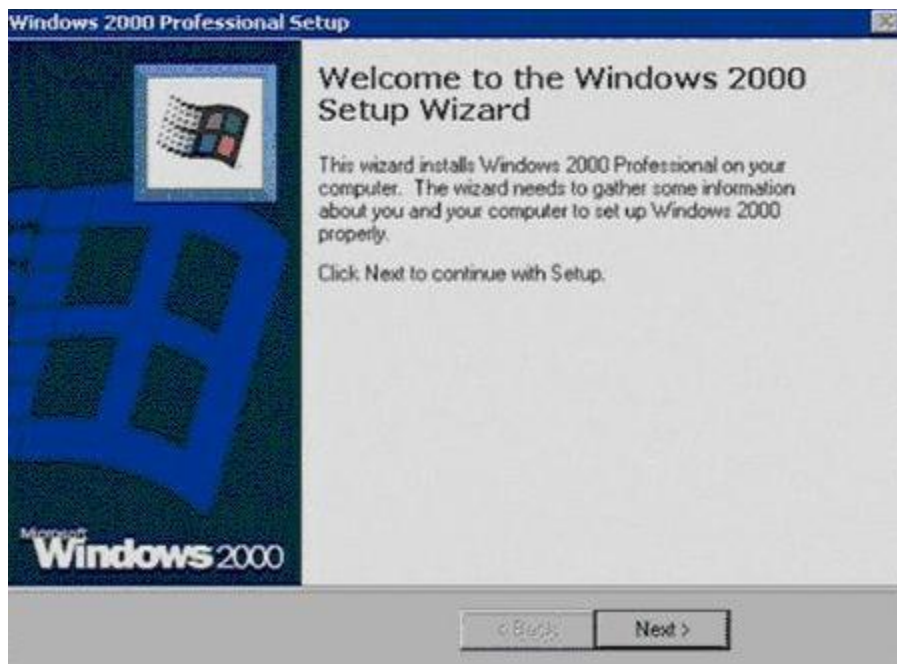 Windows 2000 Professional Setup
Welcome to the Windows 2000
Setup Wizard
This wizard installs Windows 2000 Professional on your
computer. The wizard needs to gather some information
about you and your computer to set up Windows 2000
properly.
Click Next to continue with Setup.
Microsoft
Windows 2000
< Back
Next >